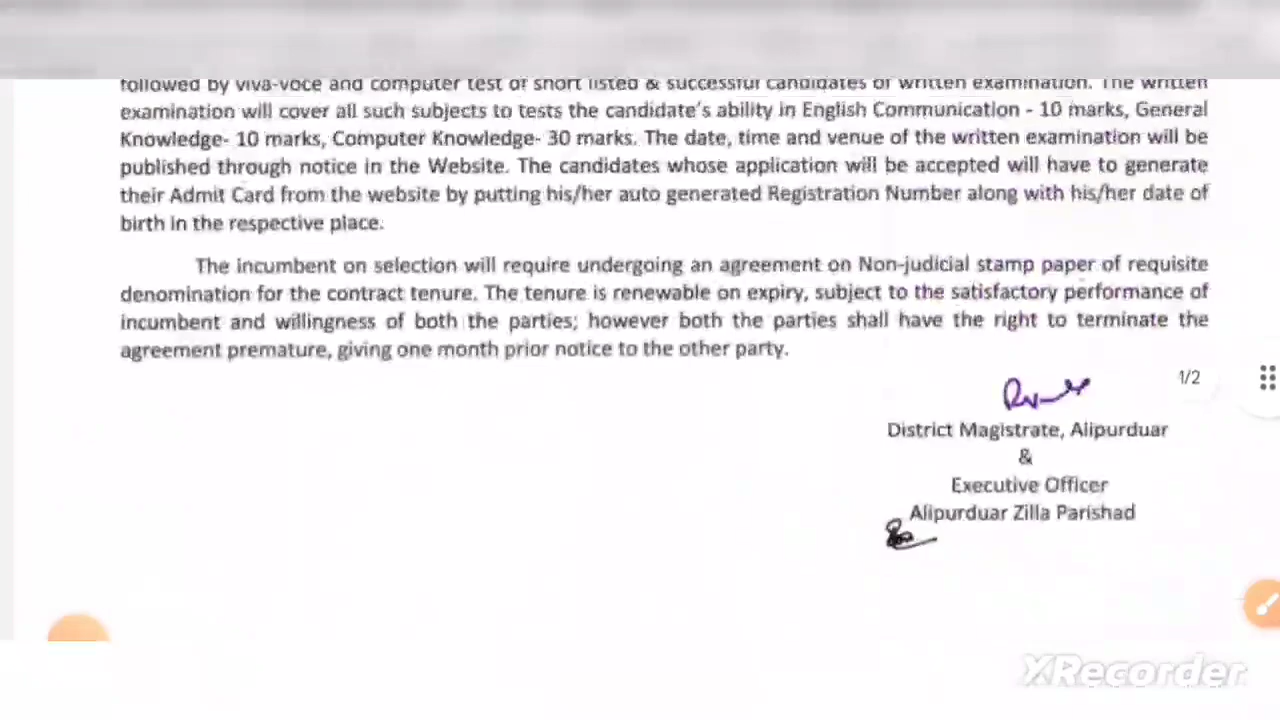 followed by viva-voce and computer test of short listed & successful candidates of written examination. The written
examination will cover all such subjects to tests the candidate's ability in English Communication - 10 marks, General
Knowledge- 10 marks, Computer Knowledge- 30 marks. The date, time and venue of the written examination will be
published through notice in the Website. The candidates whose application will be accepted will have to generate
their Admit Card from the website by putting his/her auto generated Registration Number along with his/her date of
birth in the respective place.
The incumbent on selection will require undergoing an agreement on Non-judicial stamp paper of requisite
denomination for the contract tenure. The tenure is renewable on expiry, subject to the satisfactory performance of
incumbent and willingness of both the parties; however both the parties shall have the right to terminate the
agreement premature, giving one month prior notice to the other party.
1/2
District Magistrate, Alipurduar
&
Executive Officer
Alipurduar Zilla Parishad
XRecorder